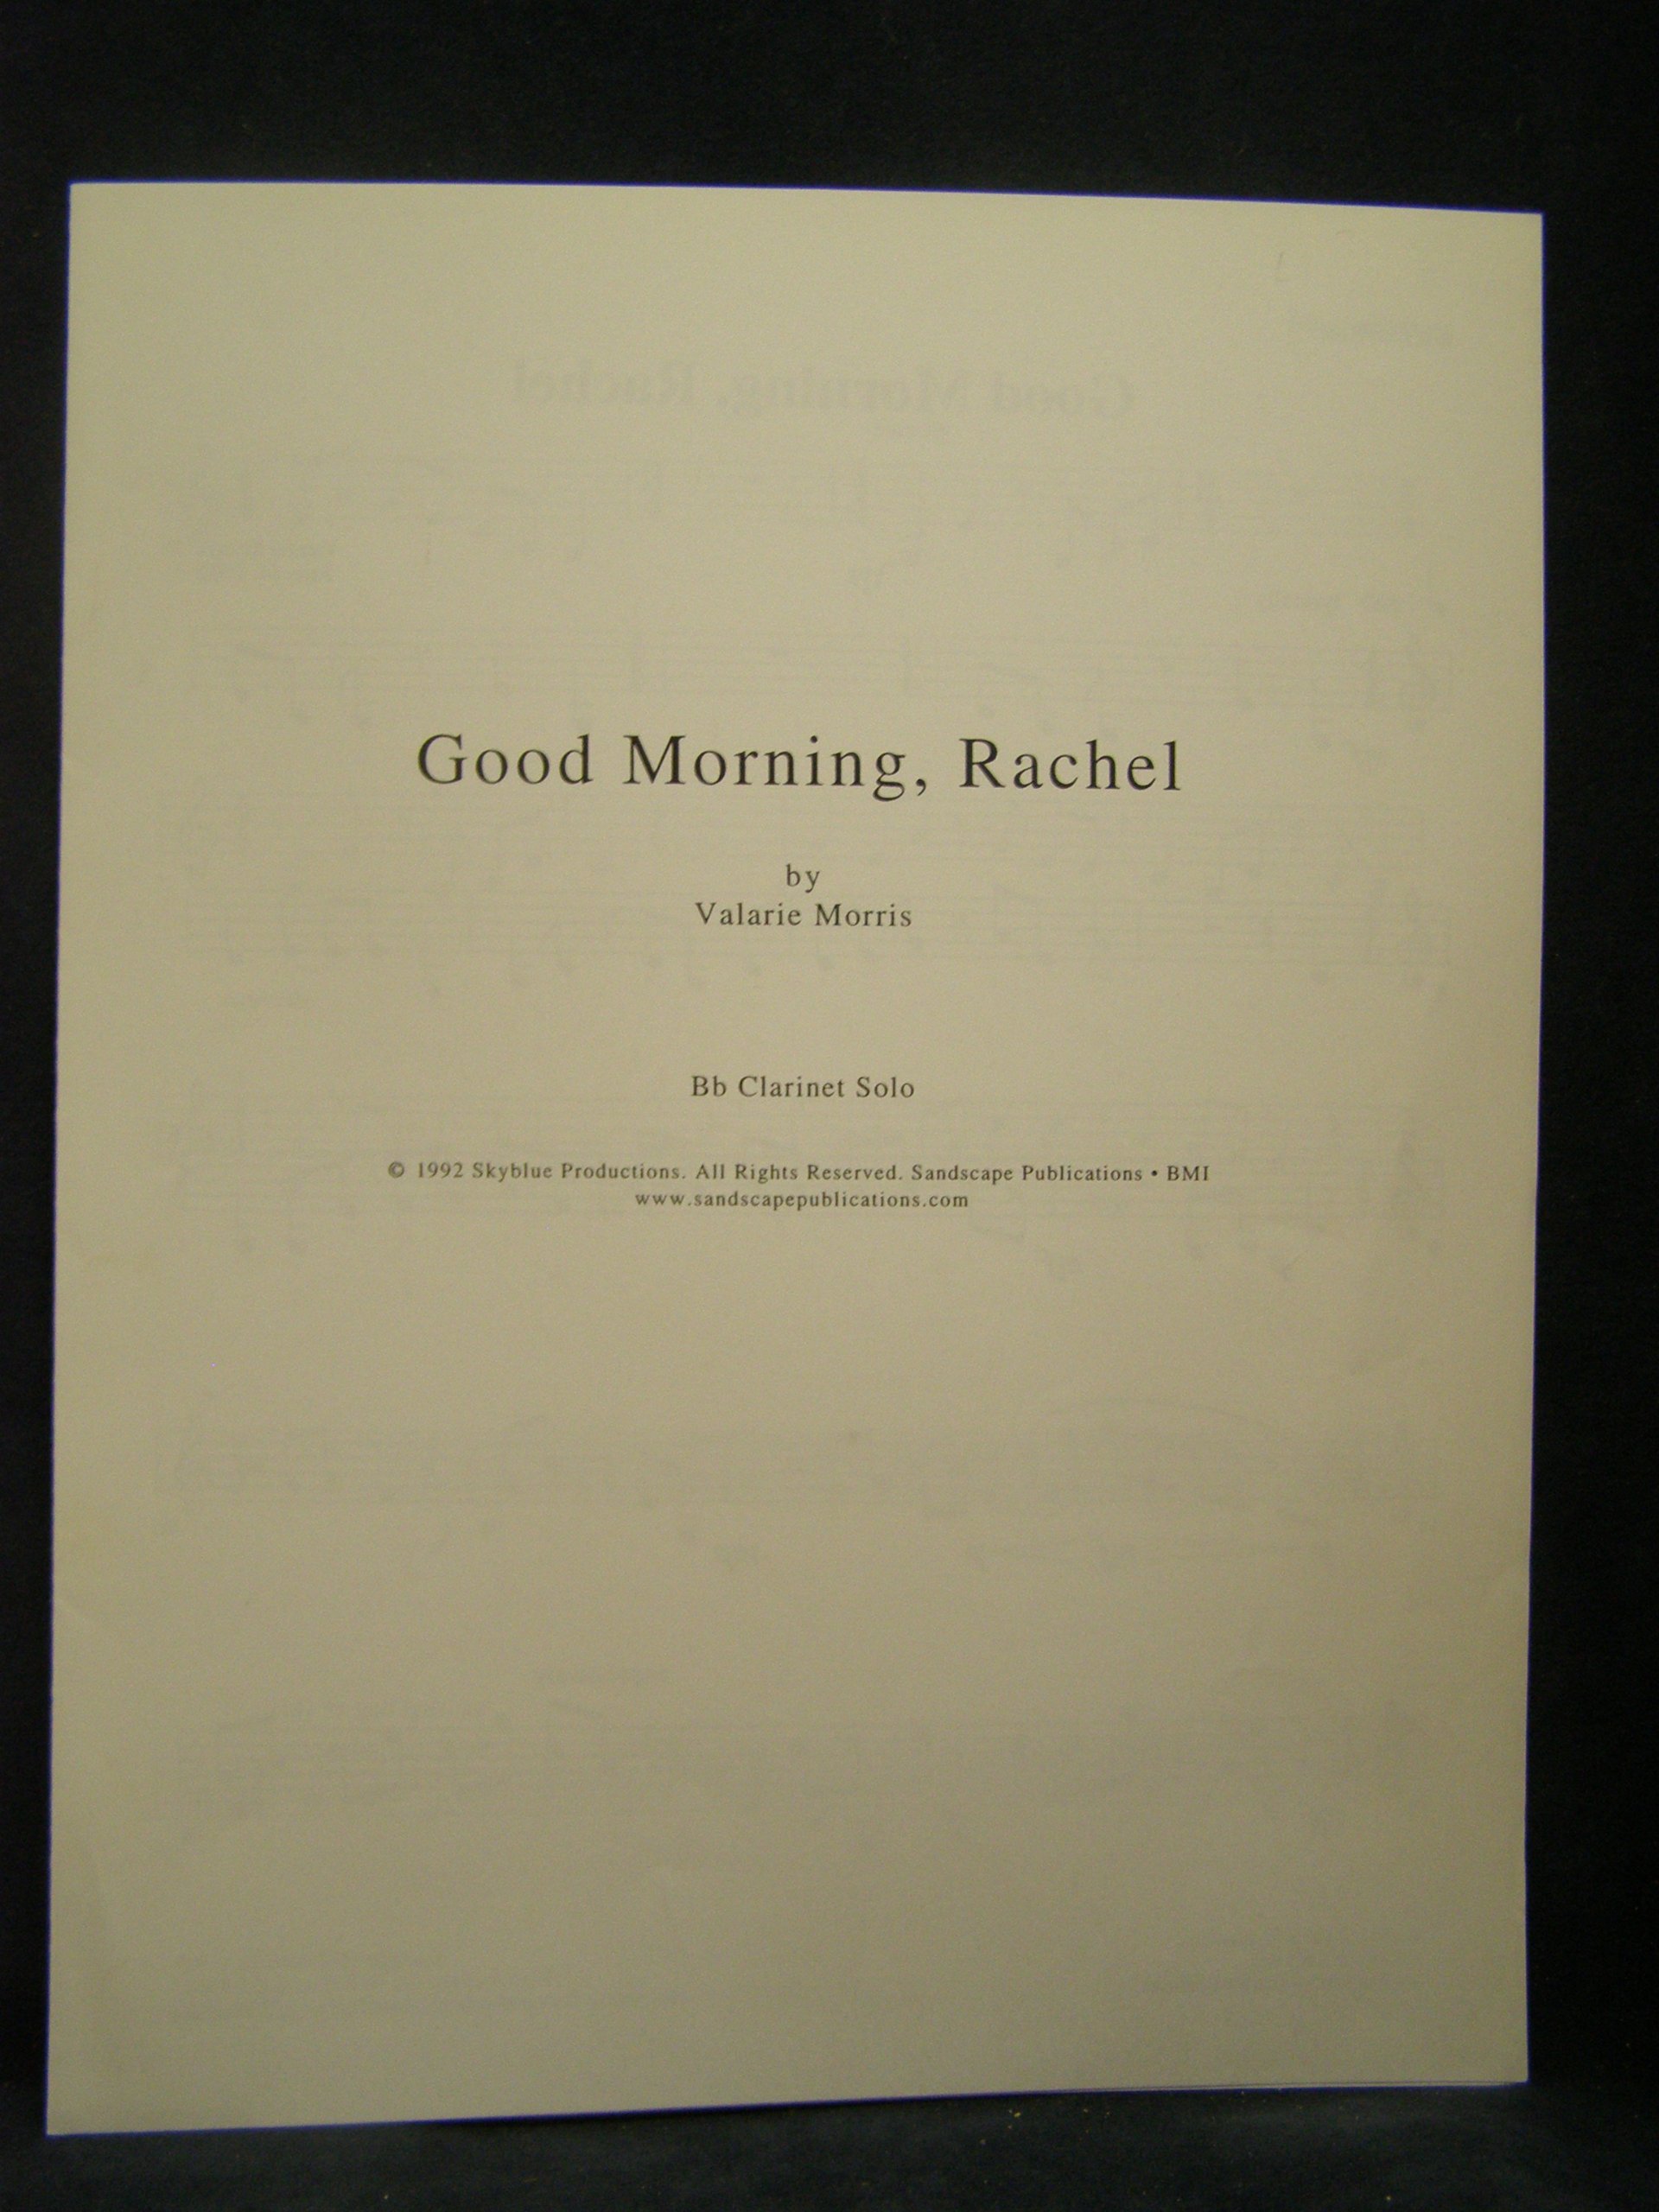 Good Morning, Rachel
by
Valarie Morris
Bb Clarinet Solo
© 1992 Skyblue Productions. All Rights Reserved. Sandscape Publications • BMI
www.sandscapepublications.com